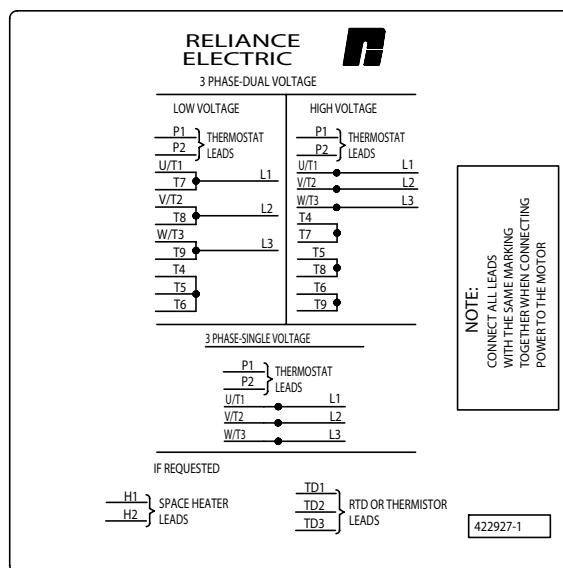 RELIANCE
ELECTRIC
3 PHASE-DUAL VOLTAGE
LOW VOLTAGE
P1
P2
THERMOSTAT
LEADS
U/T1
T7
L1
V/T2
T8
L2
W/T3
T9
L3
T4
T5
T6
HIGH VOLTAGE
P1
P2
THERMOSTAT
LEADS
U/T1
L1
V/T2
L2
W/T3
L3
T4
T7
T5
T8
T6
T9
3 PHASE-SINGLE VOLTAGE
P1
P2
THERMOSTAT
LEADS
U/T1
L1
V/T2
L2
W/T3
L3
IF REQUESTED
H1
H2
SPACE HEATER
LEADS
TD1
TD2
TD3
RTD OR THERMISTOR
LEADS
NOTE:
CONNECT ALL LEADS
WITH THE SAME MARKING
TOGETHER WHEN CONNECTING
POWER TO THE MOTOR
422927-1